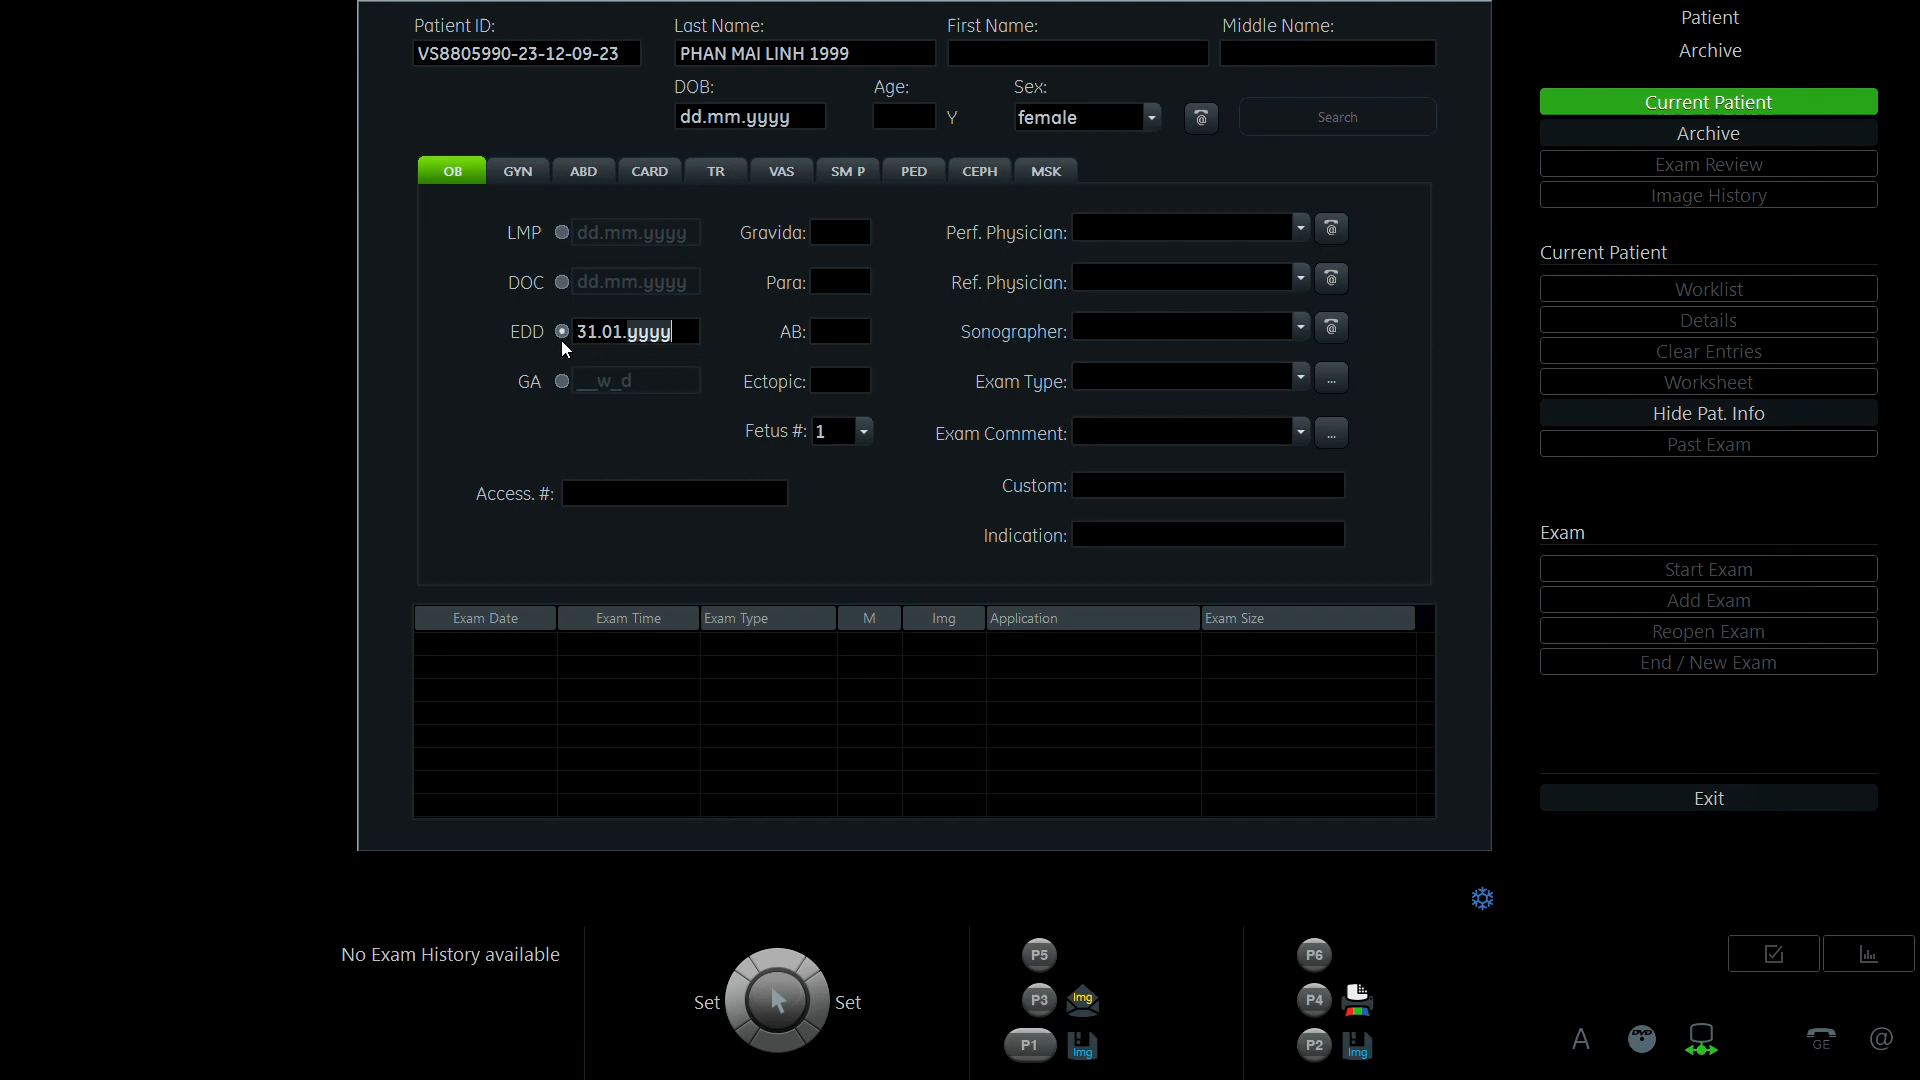 Patient ID: Last Name: First Name: Middle Name:
VS8805990-23-12-09-23 PHAN MAI LINH 1999
DOB: Age: Sex:
dd.mm.yyyy Y female @ Search
OB GYN ABD CARD TR VAS SM P PED CEPH MSK
LMP dd.mm.yyyy Gravida: Perf. Physician: @
DOC dd.mm.yyyy Para: Ref. Physician: @
EDD 31.01.yyyy AB: Sonographer: @
GA __w_d Ectopic: Exam Type: ...
Fetus #: 1 Exam Comment: ...
Access. #: Custom:
Indication:
Exam Date Exam Time Exam Type M Img Application Exam Size
Patient
Archive
Current Patient
Archive
Exam Review
Image History
Current Patient
Worklist
Details
Clear Entries
Worksheet
Hide Pat. Info
Past Exam
Exam
Start Exam
Add Exam
Reopen Exam
End / New Exam
Exit
No Exam History available
Set Set
P5 P6
P3 Img P4
P1 Img P2 Img
A DVD GE @